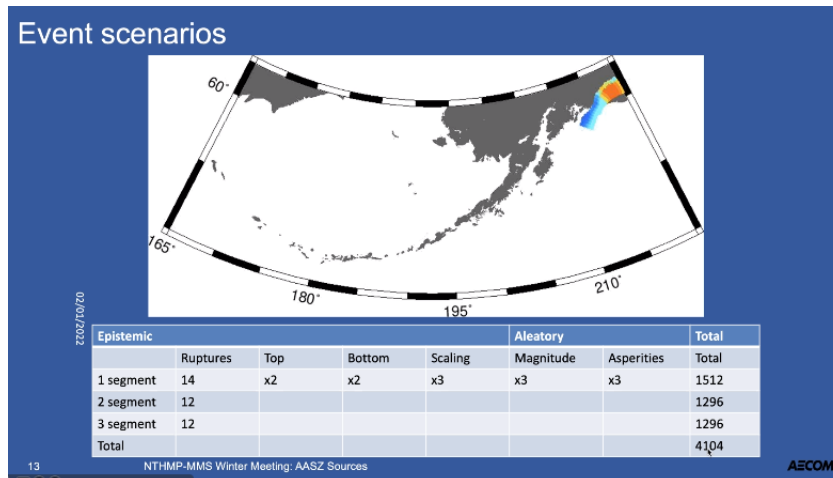 Event scenarios
60°
165°
180°
195°
210°
02/01/2022
Epistemic Aleatory Total
Ruptures Top Bottom Scaling Magnitude Asperities Total
1 segment 14 x2 x2 x3 x3 x3 1512
2 segment 12 1296
3 segment 12 1296
Total 4104
13 NTHMP-MMS Winter Meeting: AASZ Sources AECOM